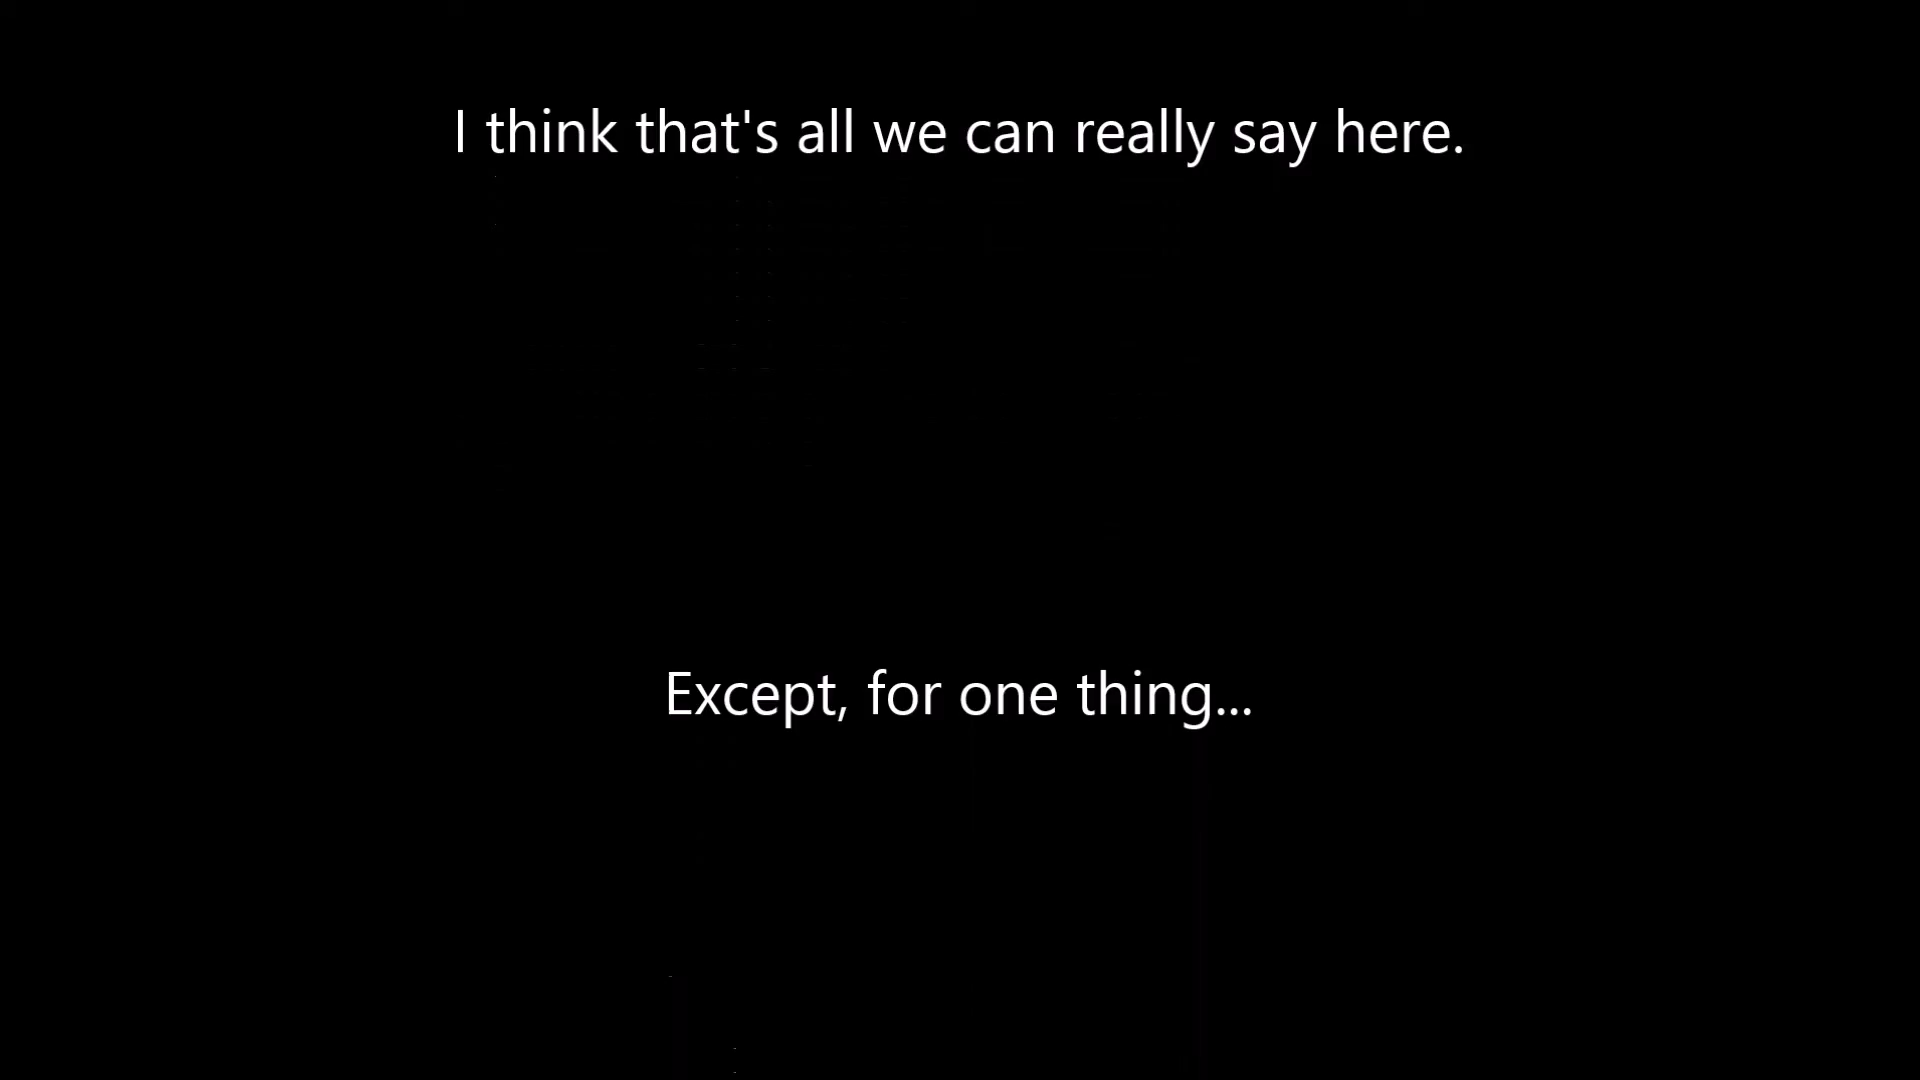 I think that's all we can really say here.
Except, for one thing...